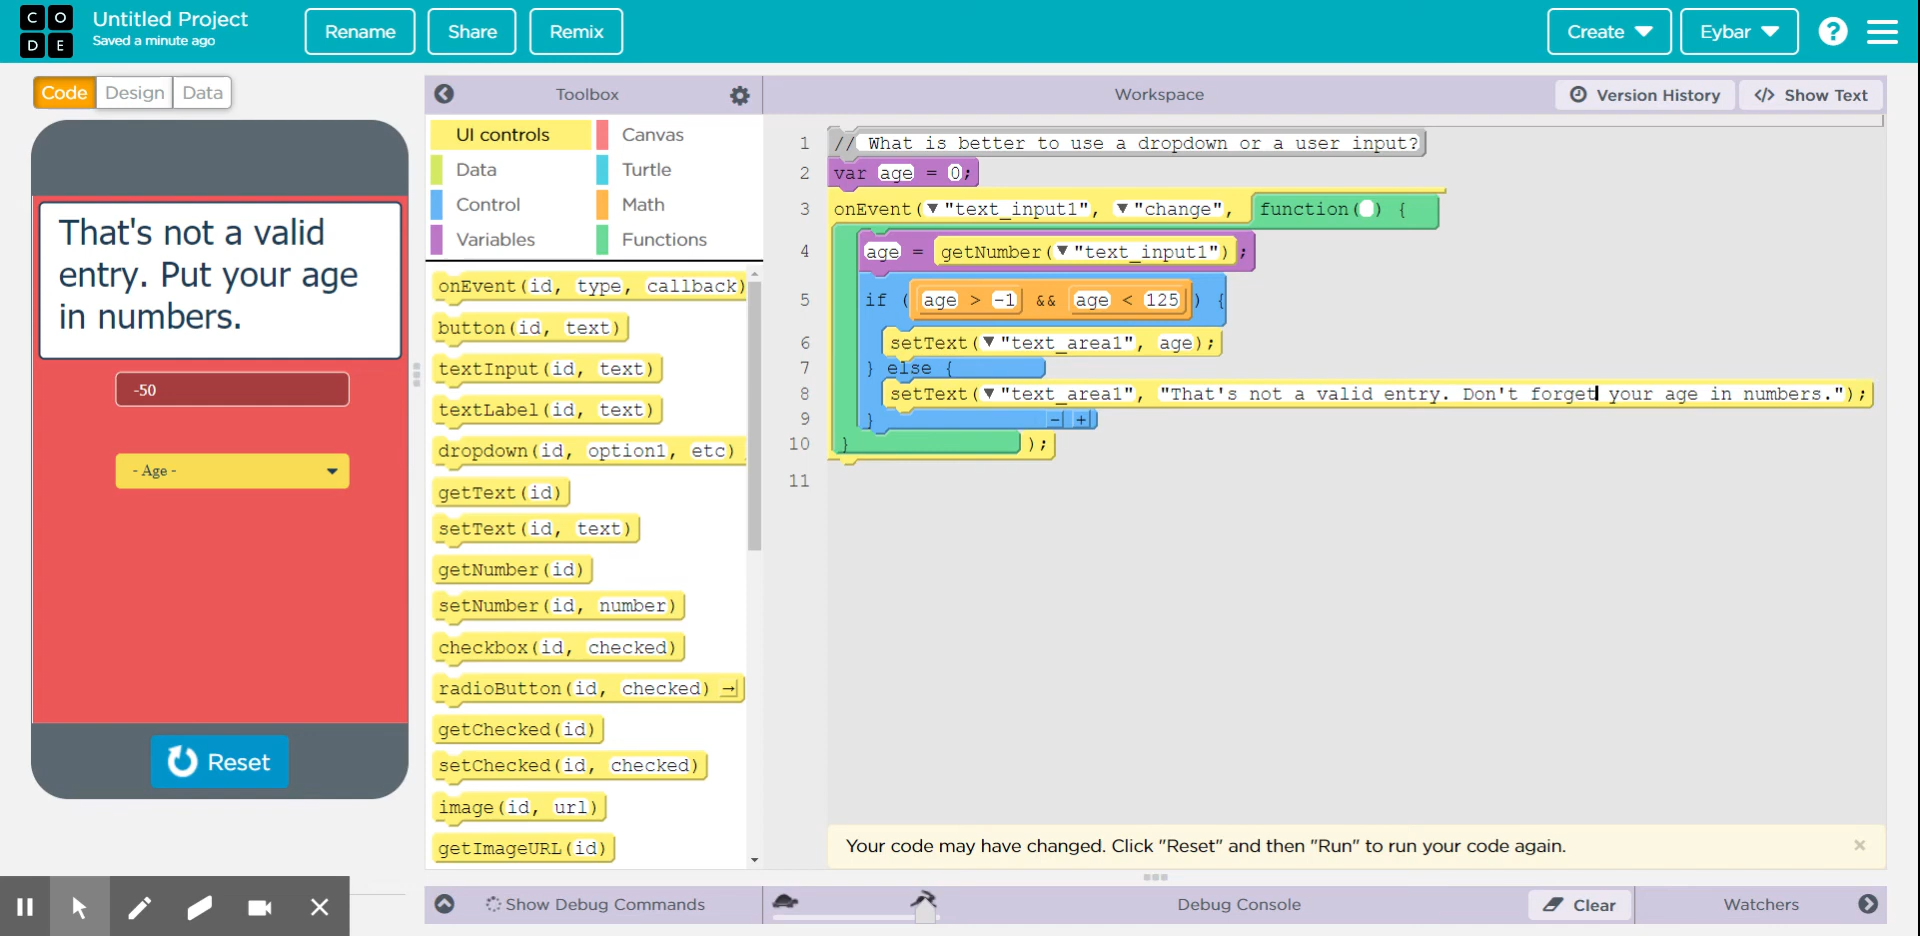 C O
D E
Untitled Project
Saved a minute ago
Rename
Share
Remix
Create
Eybar
?
Code
Design
Data
Toolbox
Workspace
Version History
</> Show Text
That's not a valid
entry. Put your age
in numbers.
-50
- Age -
Reset
UI controls
Canvas
Data
Turtle
Control
Math
Variables
Functions
onEvent(id, type, callback)
button(id, text)
textInput(id, text)
textLabel(id, text)
dropdown(id, option1, etc)
getText(id)
setText(id, text)
getNumber(id)
setNumber(id, number)
checkbox(id, checked)
radioButton(id, checked) →
getChecked(id)
setChecked(id, checked)
image(id, url)
getImageURL(id)
1 // What is better to use a dropdown or a user input?
2 var age = 0;
3 onEvent(▼"text_input1", ▼"change", function() {
4 age = getNumber(▼"text_input1");
5 if (age > -1 && age < 125) {
6 setText(▼"text_area1", age);
7 } else {
8 setText(▼"text_area1", "That's not a valid entry. Don't forget your age in numbers.");
9 } - +
10 } );
11
Your code may have changed. Click "Reset" and then "Run" to run your code again.
×
Show Debug Commands
Debug Console
Clear
Watchers